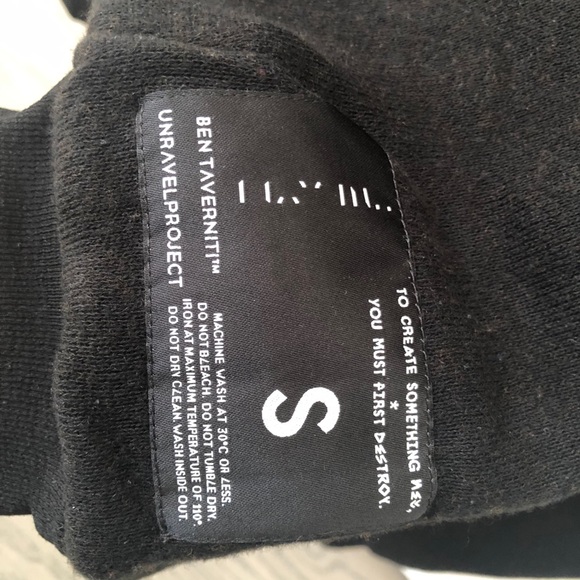 TO CREATE SOMETHING NEW,
*
YOU MUST FIRST DESTROY.
S
BEN TAVERNITI™
UNRAVELPROJECT
MACHINE WASH AT 30°C OR LESS.
DO NOT BLEACH. DO NOT TUMBLE DRY.
IRON AT MAXIMUM TEMPERATURE OF 110°
DO NOT DRY CLEAN. WASH INSIDE OUT.